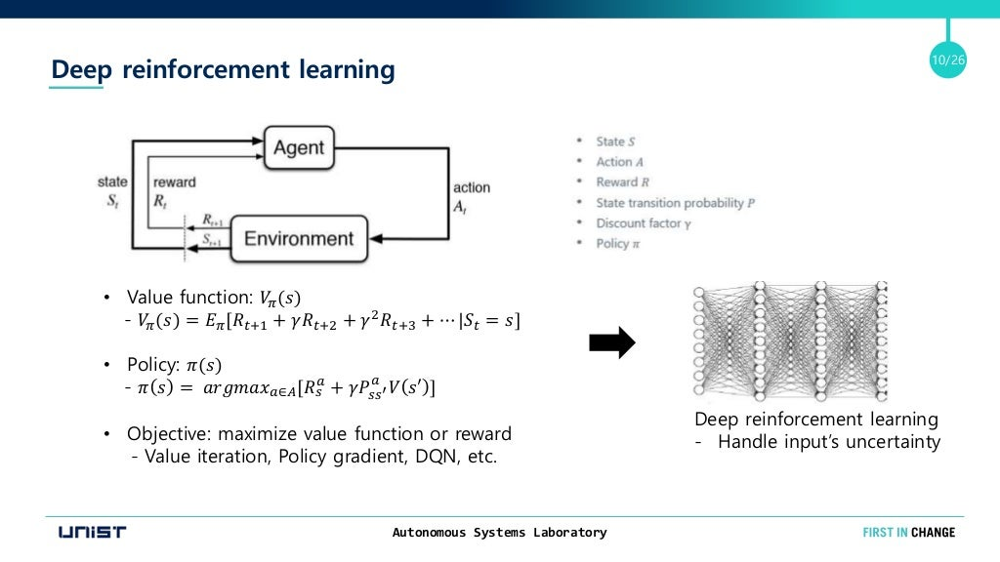 10/26
Deep reinforcement learning
Agent
state
S_t
reward
R_t
action
A_t
R_{t+1}
S_{t+1}
Environment
• State S
• Action A
• Reward R
• State transition probability P
• Discount factor γ
• Policy π
• Value function: V_π(s)
- V_π(s) = E_π[R_{t+1} + γR_{t+2} + γ²R_{t+3} + ⋯ |S_t = s]
• Policy: π(s)
- π(s) = argmax_{a∈A}[R_s^a + γP_{ss′}^a V(s′)]
• Objective: maximize value function or reward
- Value iteration, Policy gradient, DQN, etc.
Deep reinforcement learning
- Handle input's uncertainty
UNIST
Autonomous Systems Laboratory
FIRST IN CHANGE